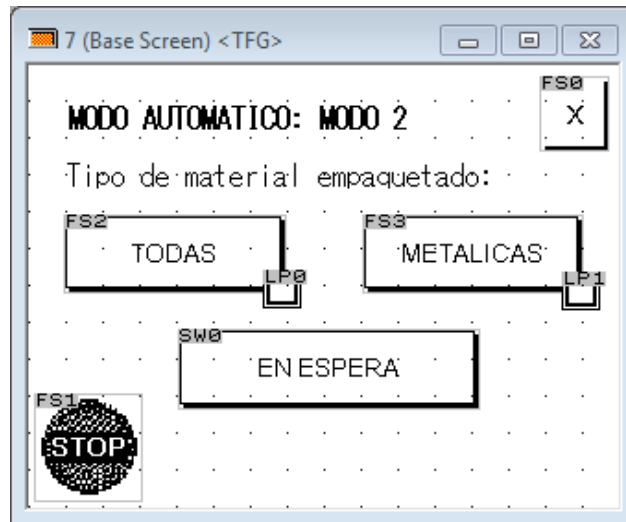 7 (Base Screen) <TFG>
FS0
X
MODO AUTOMATICO: MODO 2
Tipo de material empaquetado:
FS2
TODAS
LP0
FS3
METALICAS
LP1
SW0
EN ESPERA
FS1
STOP